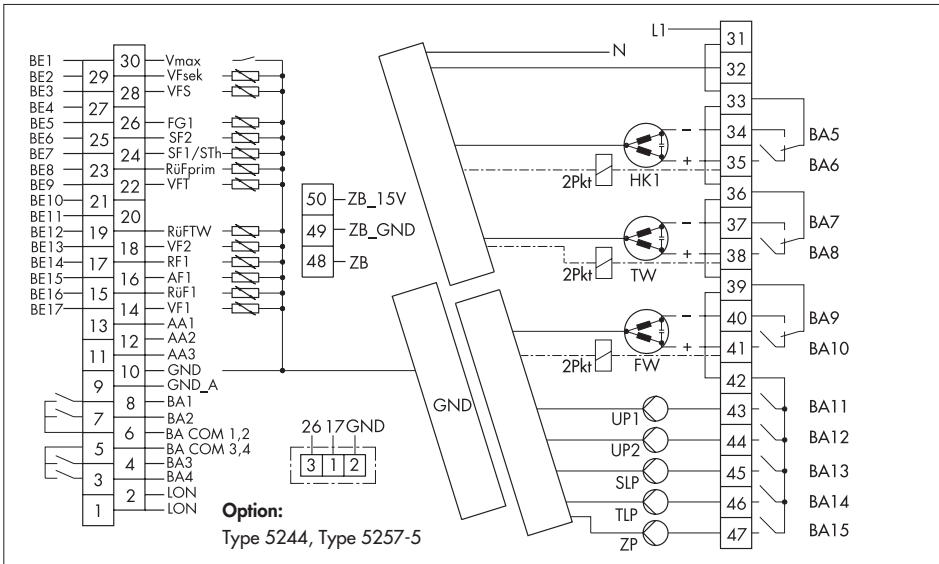 BE1 30 Vmax
BE2 29 VFsek
BE3 28 VFS
BE4 27
BE5 26 FG1
BE6 25 SF2
BE7 24 SF1/STh
BE8 23 RüFprim
BE9 22 VFT
BE10 21
BE11 20
BE12 19 RüFTW
BE13 18 VF2
BE14 17 RF1
BE15 16 AF1
BE16 15 RüF1
BE17 14 VF1
13 AA1
12 AA2
11 AA3
10 GND
9 GND_A
8 BA1
7 BA2
6 BA COM 1,2
5 BA COM 3,4
4 BA3
3 BA4
2 LON
1 LON
50 ZB_15V
49 ZB_GND
48 ZB
26 17 GND
3 1 2
Option:
Type 5244, Type 5257-5
GND
L1 31
N
32
33
- 34 BA5
+ 35 BA6
2Pkt HK1
36
- 37 BA7
+ 38 BA8
2Pkt TW
39
- 40 BA9
+ 41 BA10
2Pkt FW
42
UP1 43 BA11
UP2 44 BA12
SLP 45 BA13
TLP 46 BA14
ZP 47 BA15